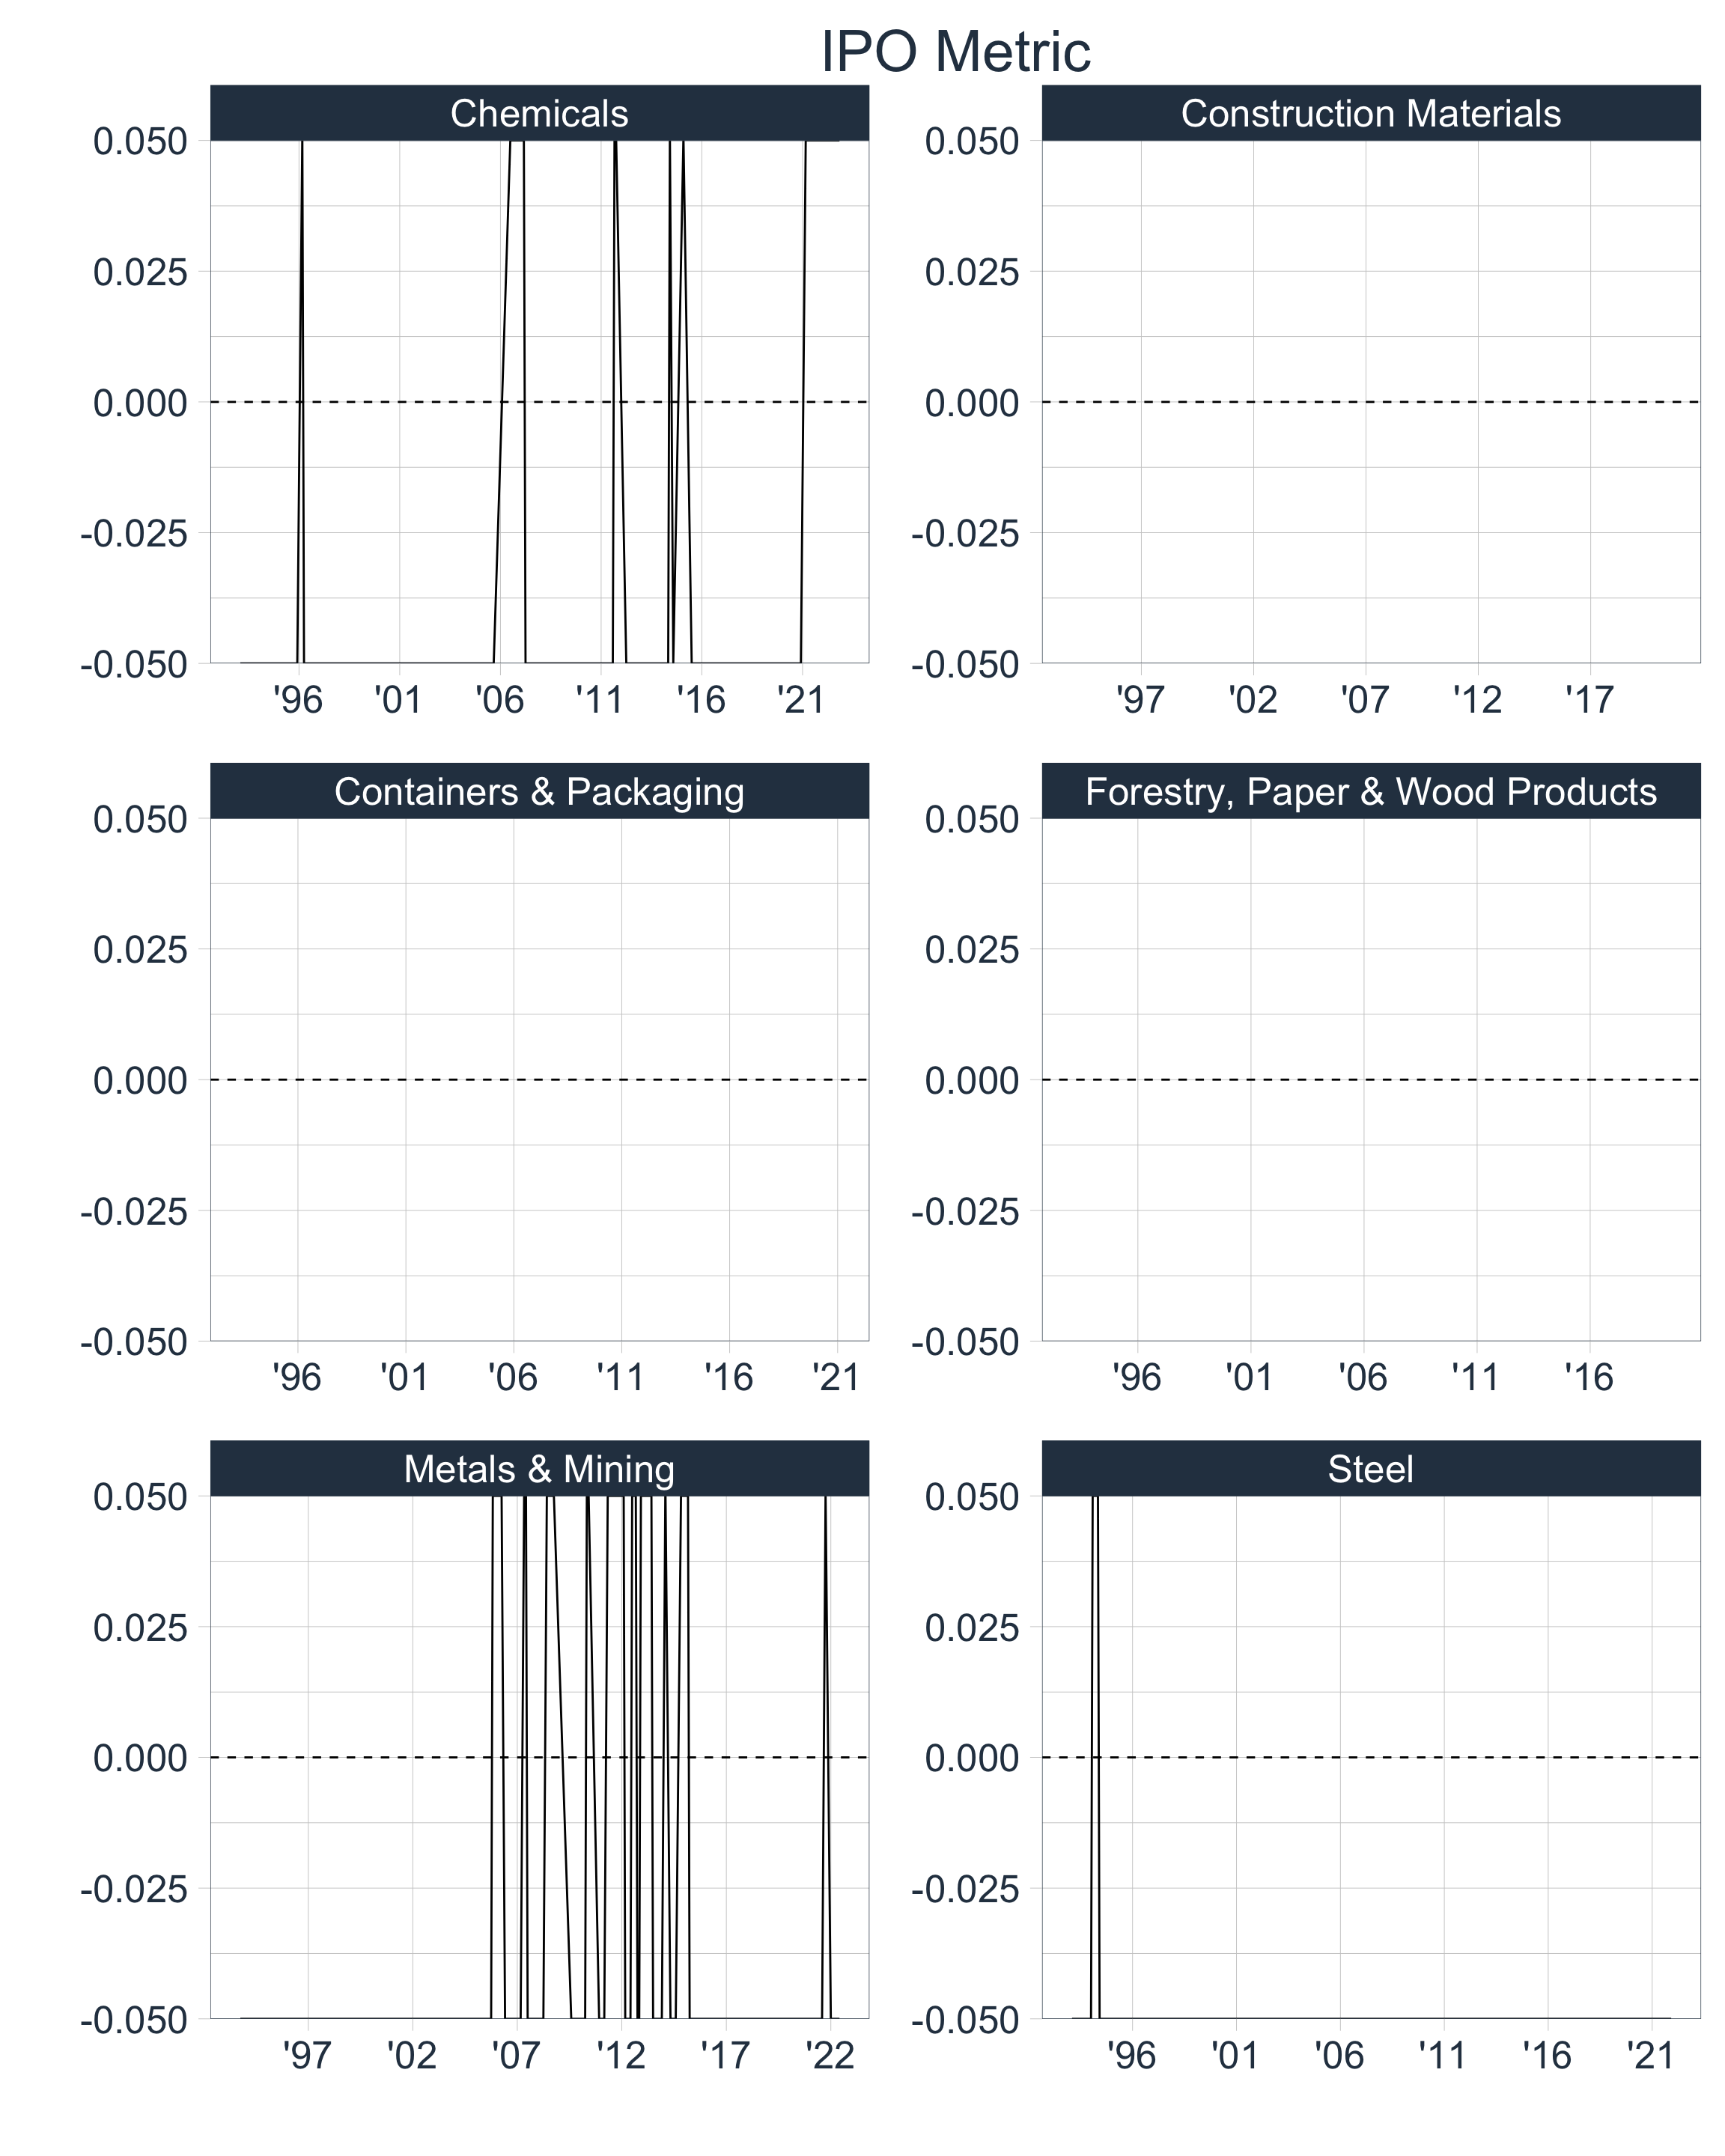 IPO Metric
Chemicals
0.050
0.025
0.000
-0.025
-0.050
'96 '01 '06 '11 '16 '21
Construction Materials
0.050
0.025
0.000
-0.025
-0.050
'97 '02 '07 '12 '17
Containers & Packaging
0.050
0.025
0.000
-0.025
-0.050
'96 '01 '06 '11 '16 '21
Forestry, Paper & Wood Products
0.050
0.025
0.000
-0.025
-0.050
'96 '01 '06 '11 '16
Metals & Mining
0.050
0.025
0.000
-0.025
-0.050
'97 '02 '07 '12 '17 '22
Steel
0.050
0.025
0.000
-0.025
-0.050
'96 '01 '06 '11 '16 '21